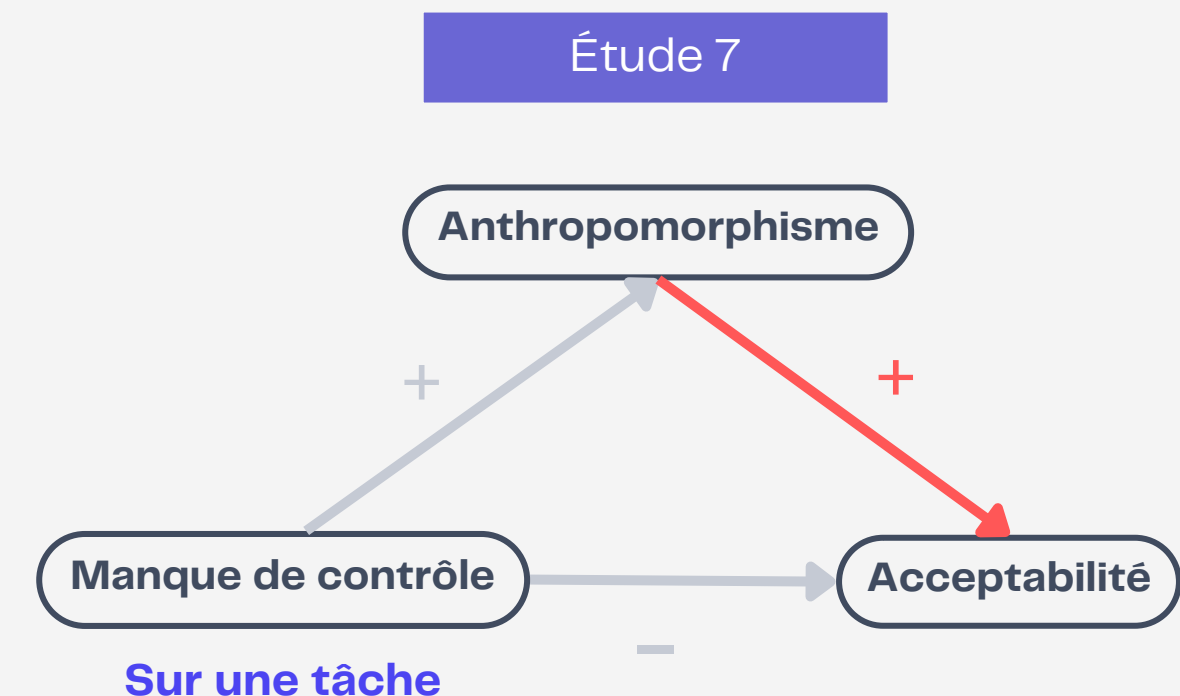 Étude 7
Anthropomorphisme
+
+
Manque de contrôle
Acceptabilité
−
Sur une tâche